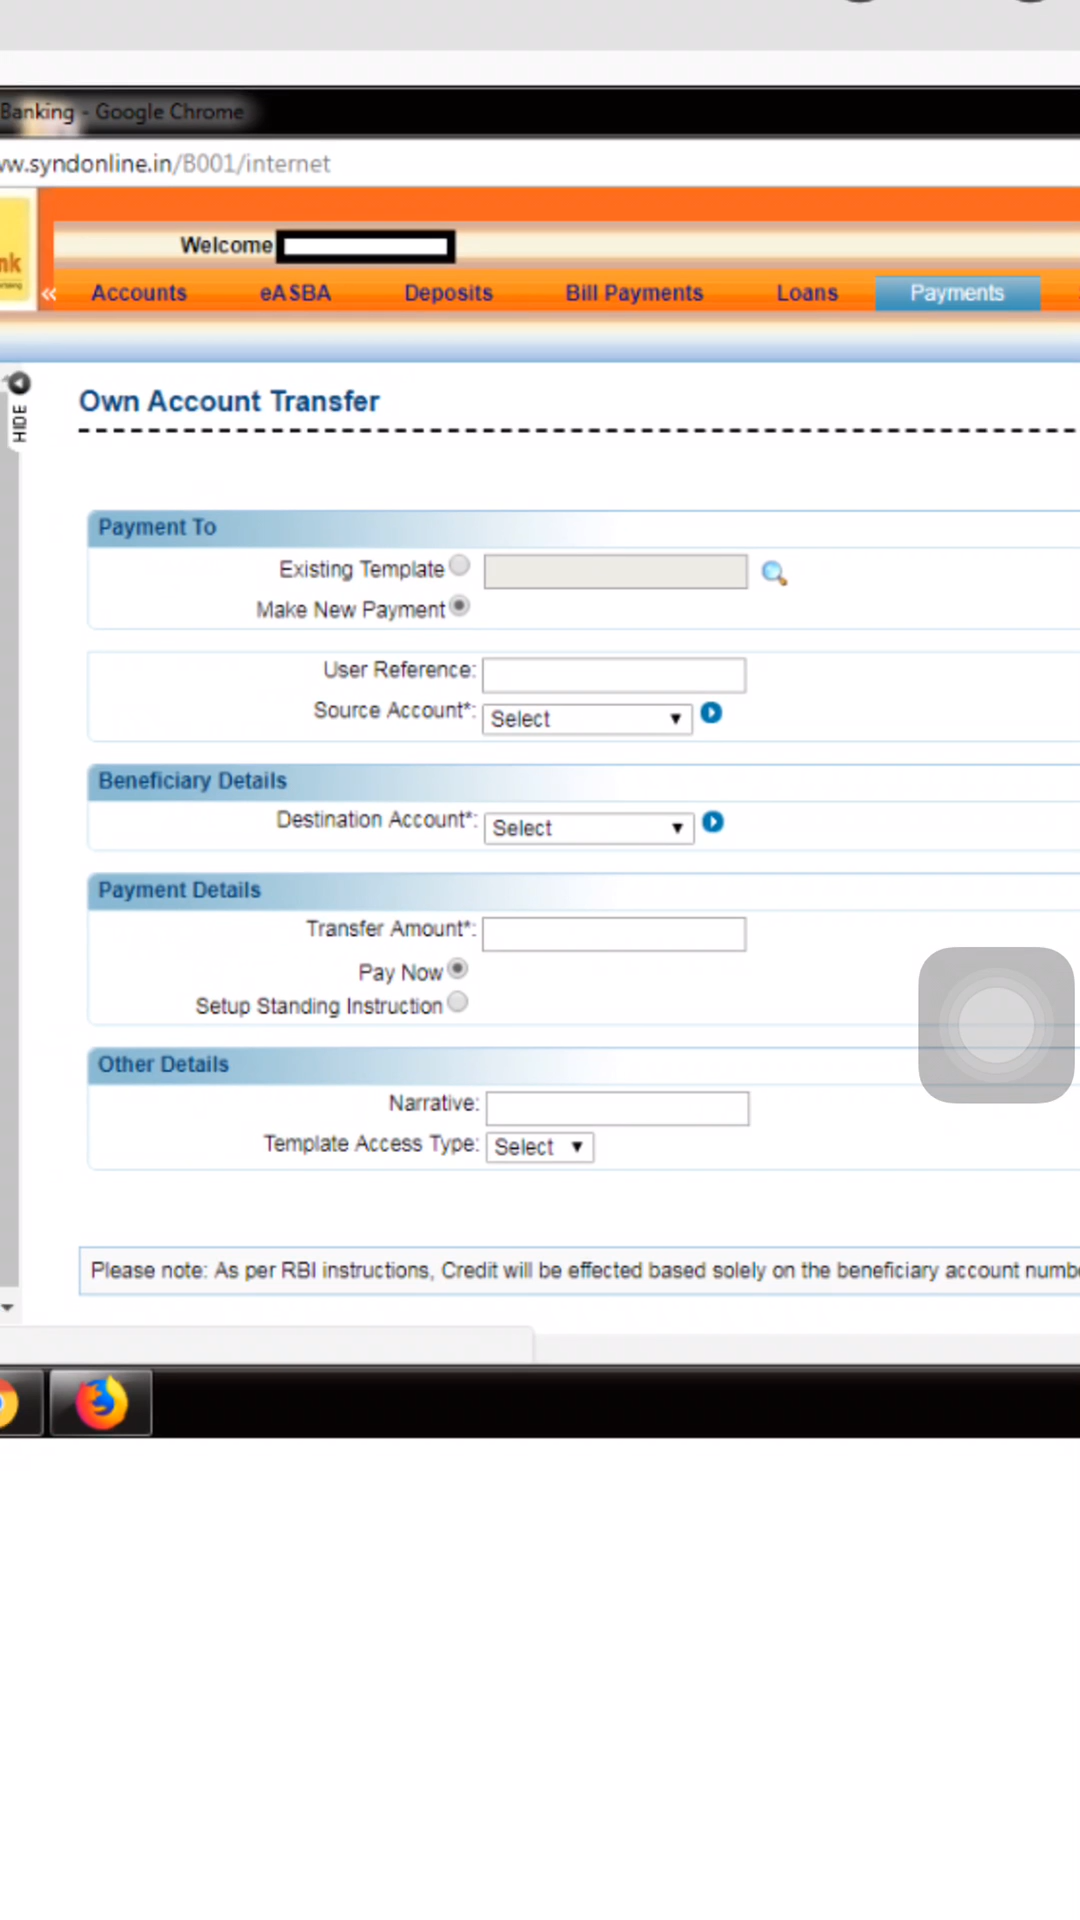 Banking - Google Chrome
ww.syndonline.in/B001/internet
nk
Welcome
« Accounts eASBA Deposits Bill Payments Loans Payments
HIDE
Own Account Transfer
Payment To
Existing Template
Make New Payment
User Reference:
Source Account*: Select
Beneficiary Details
Destination Account*: Select
Payment Details
Transfer Amount*:
Pay Now
Setup Standing Instruction
Other Details
Narrative:
Template Access Type: Select
Please note: As per RBI instructions, Credit will be effected based solely on the beneficiary account numb